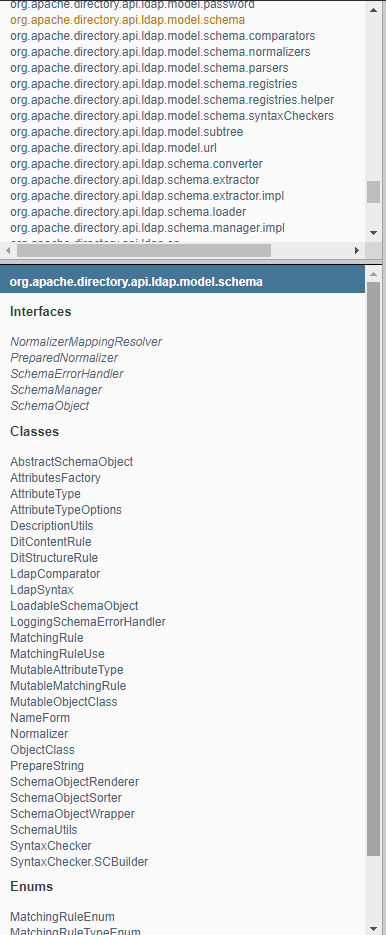 org.apache.directory.api.ldap.model.password
org.apache.directory.api.ldap.model.schema
org.apache.directory.api.ldap.model.schema.comparators
org.apache.directory.api.ldap.model.schema.normalizers
org.apache.directory.api.ldap.model.schema.parsers
org.apache.directory.api.ldap.model.schema.registries
org.apache.directory.api.ldap.model.schema.registries.helper
org.apache.directory.api.ldap.model.schema.syntaxCheckers
org.apache.directory.api.ldap.model.subtree
org.apache.directory.api.ldap.model.url
org.apache.directory.api.ldap.schema.converter
org.apache.directory.api.ldap.schema.extractor
org.apache.directory.api.ldap.schema.extractor.impl
org.apache.directory.api.ldap.schema.loader
org.apache.directory.api.ldap.schema.manager.impl
org.apache.directory.api.ldap.model.schema
Interfaces
NormalizerMappingResolver
PreparedNormalizer
SchemaErrorHandler
SchemaManager
SchemaObject
Classes
AbstractSchemaObject
AttributesFactory
AttributeType
AttributeTypeOptions
DescriptionUtils
DitContentRule
DitStructureRule
LdapComparator
LdapSyntax
LoadableSchemaObject
LoggingSchemaErrorHandler
MatchingRule
MatchingRuleUse
MutableAttributeType
MutableMatchingRule
MutableObjectClass
NameForm
Normalizer
ObjectClass
PrepareString
SchemaObjectRenderer
SchemaObjectSorter
SchemaObjectWrapper
SchemaUtils
SyntaxChecker
SyntaxChecker.SCBuilder
Enums
MatchingRuleEnum
MatchingRuleTypeEnum